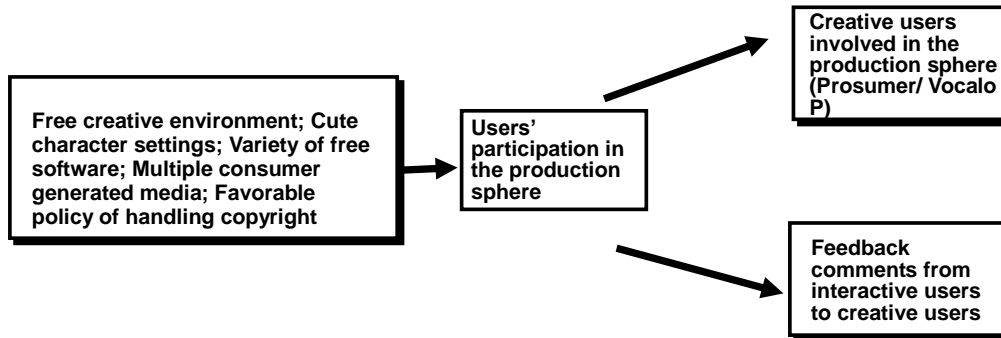 Free creative environment; Cute
character settings; Variety of free
software; Multiple consumer
generated media; Favorable
policy of handling copyright
Users'
participation in
the production
sphere
Creative users
involved in the
production sphere
(Prosumer/ Vocalo
P)
Feedback
comments from
interactive users
to creative users